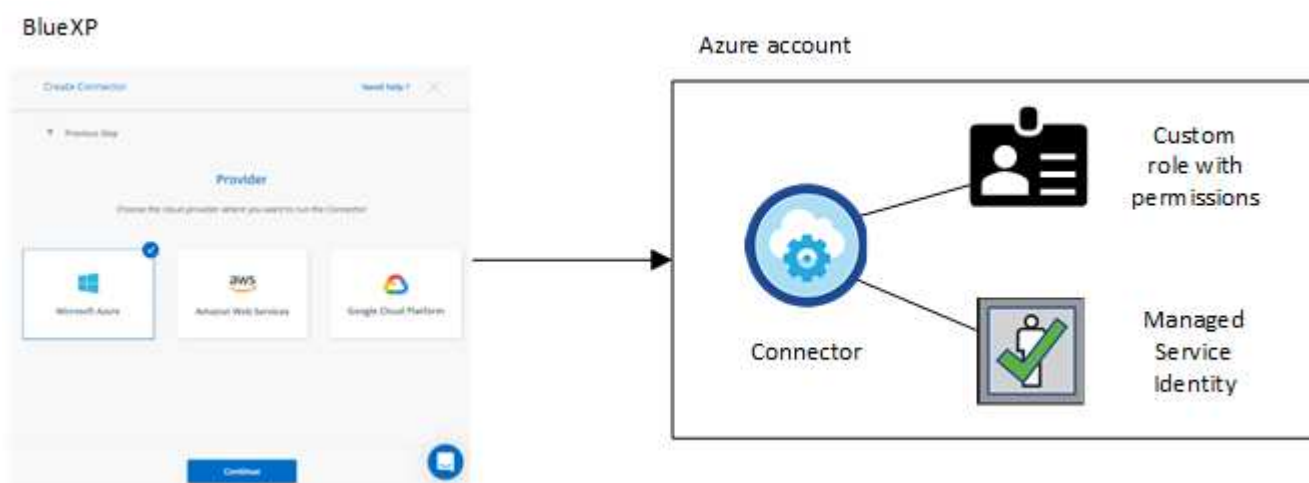 BlueXP
Azure account
Create Connector
Need help ?
Previous Step
Provider
Choose the cloud provider where you want to run the Connector
Microsoft Azure
aws
Amazon Web Services
Google Cloud Platform
Continue
Connector
Custom
role with
permissions
Managed
Service
Identity